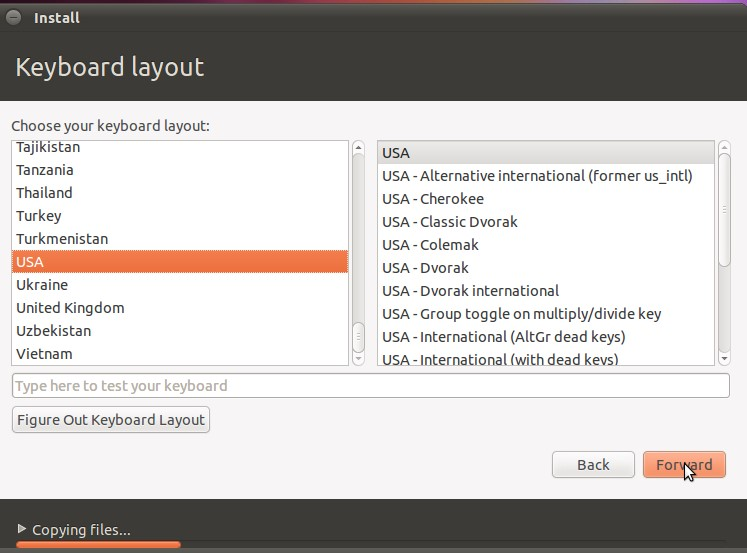 Install
Keyboard layout
Choose your keyboard layout:
Tajikistan
Tanzania
Thailand
Turkey
Turkmenistan
USA
Ukraine
United Kingdom
Uzbekistan
Vietnam
USA
USA - Alternative international (former us_intl)
USA - Cherokee
USA - Classic Dvorak
USA - Colemak
USA - Dvorak
USA - Dvorak international
USA - Group toggle on multiply/divide key
USA - International (AltGr dead keys)
USA - International (with dead keys)
Type here to test your keyboard
Figure Out Keyboard Layout
Back
Forward
Copying files...